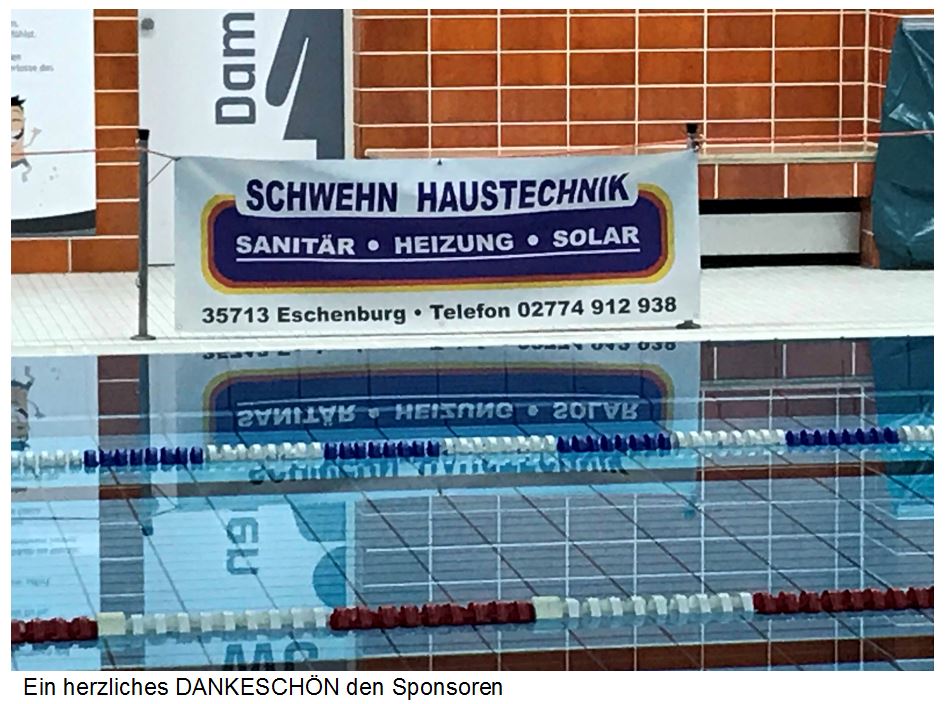 Dam
SCHWEHN HAUSTECHNIK
SANITÄR • HEIZUNG • SOLAR
35713 Eschenburg • Telefon 02774 912 938
Ein herzliches DANKESCHÖN den Sponsoren